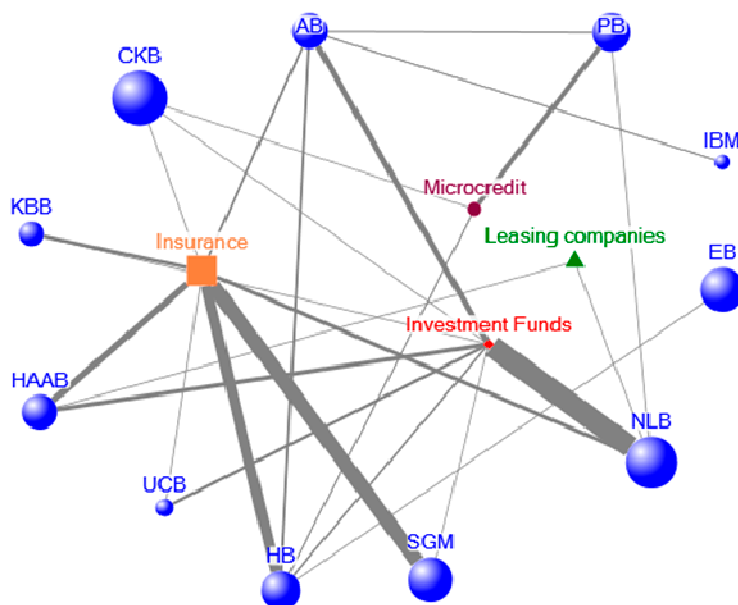 AB
PB
CKB
IBM
Microcredit
KBB
Insurance
Leasing companies
EB
Investment Funds
HAAB
NLB
UCB
HB
SGM